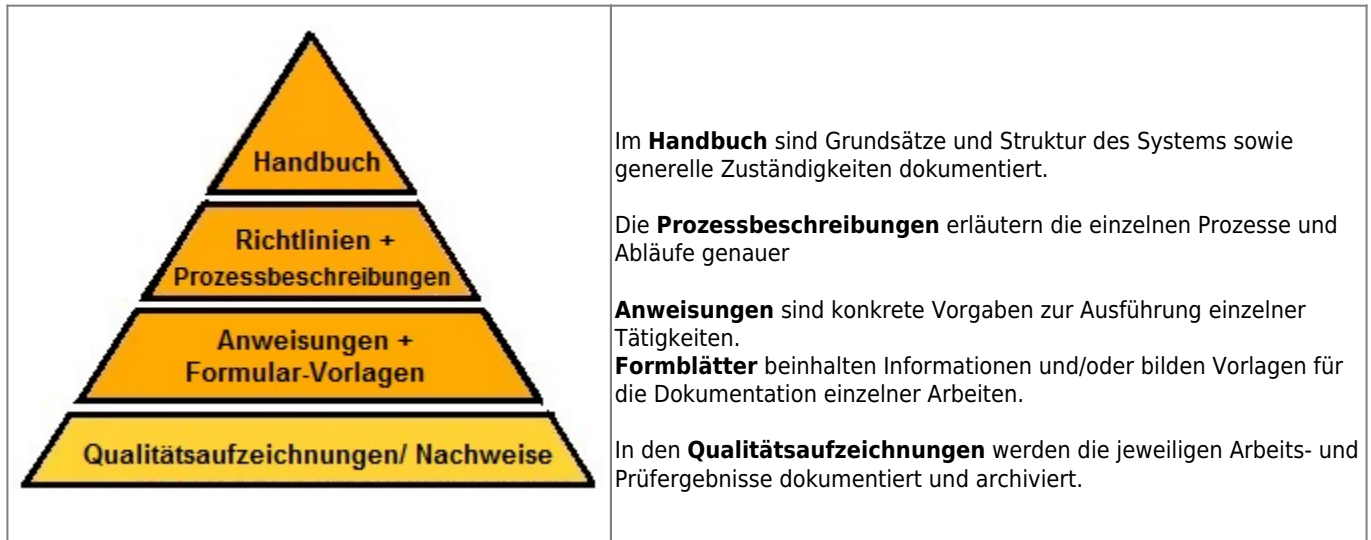 Handbuch
Richtlinien +
Prozessbeschreibungen
Anweisungen +
Formular-Vorlagen
Qualitätsaufzeichnungen/ Nachweise
Im Handbuch sind Grundsätze und Struktur des Systems sowie
generelle Zuständigkeiten dokumentiert.
Die Prozessbeschreibungen erläutern die einzelnen Prozesse und
Abläufe genauer
Anweisungen sind konkrete Vorgaben zur Ausführung einzelner
Tätigkeiten.
Formblätter beinhalten Informationen und/oder bilden Vorlagen für
die Dokumentation einzelner Arbeiten.
In den Qualitätsaufzeichnungen werden die jeweiligen Arbeits- und
Prüfergebnisse dokumentiert und archiviert.